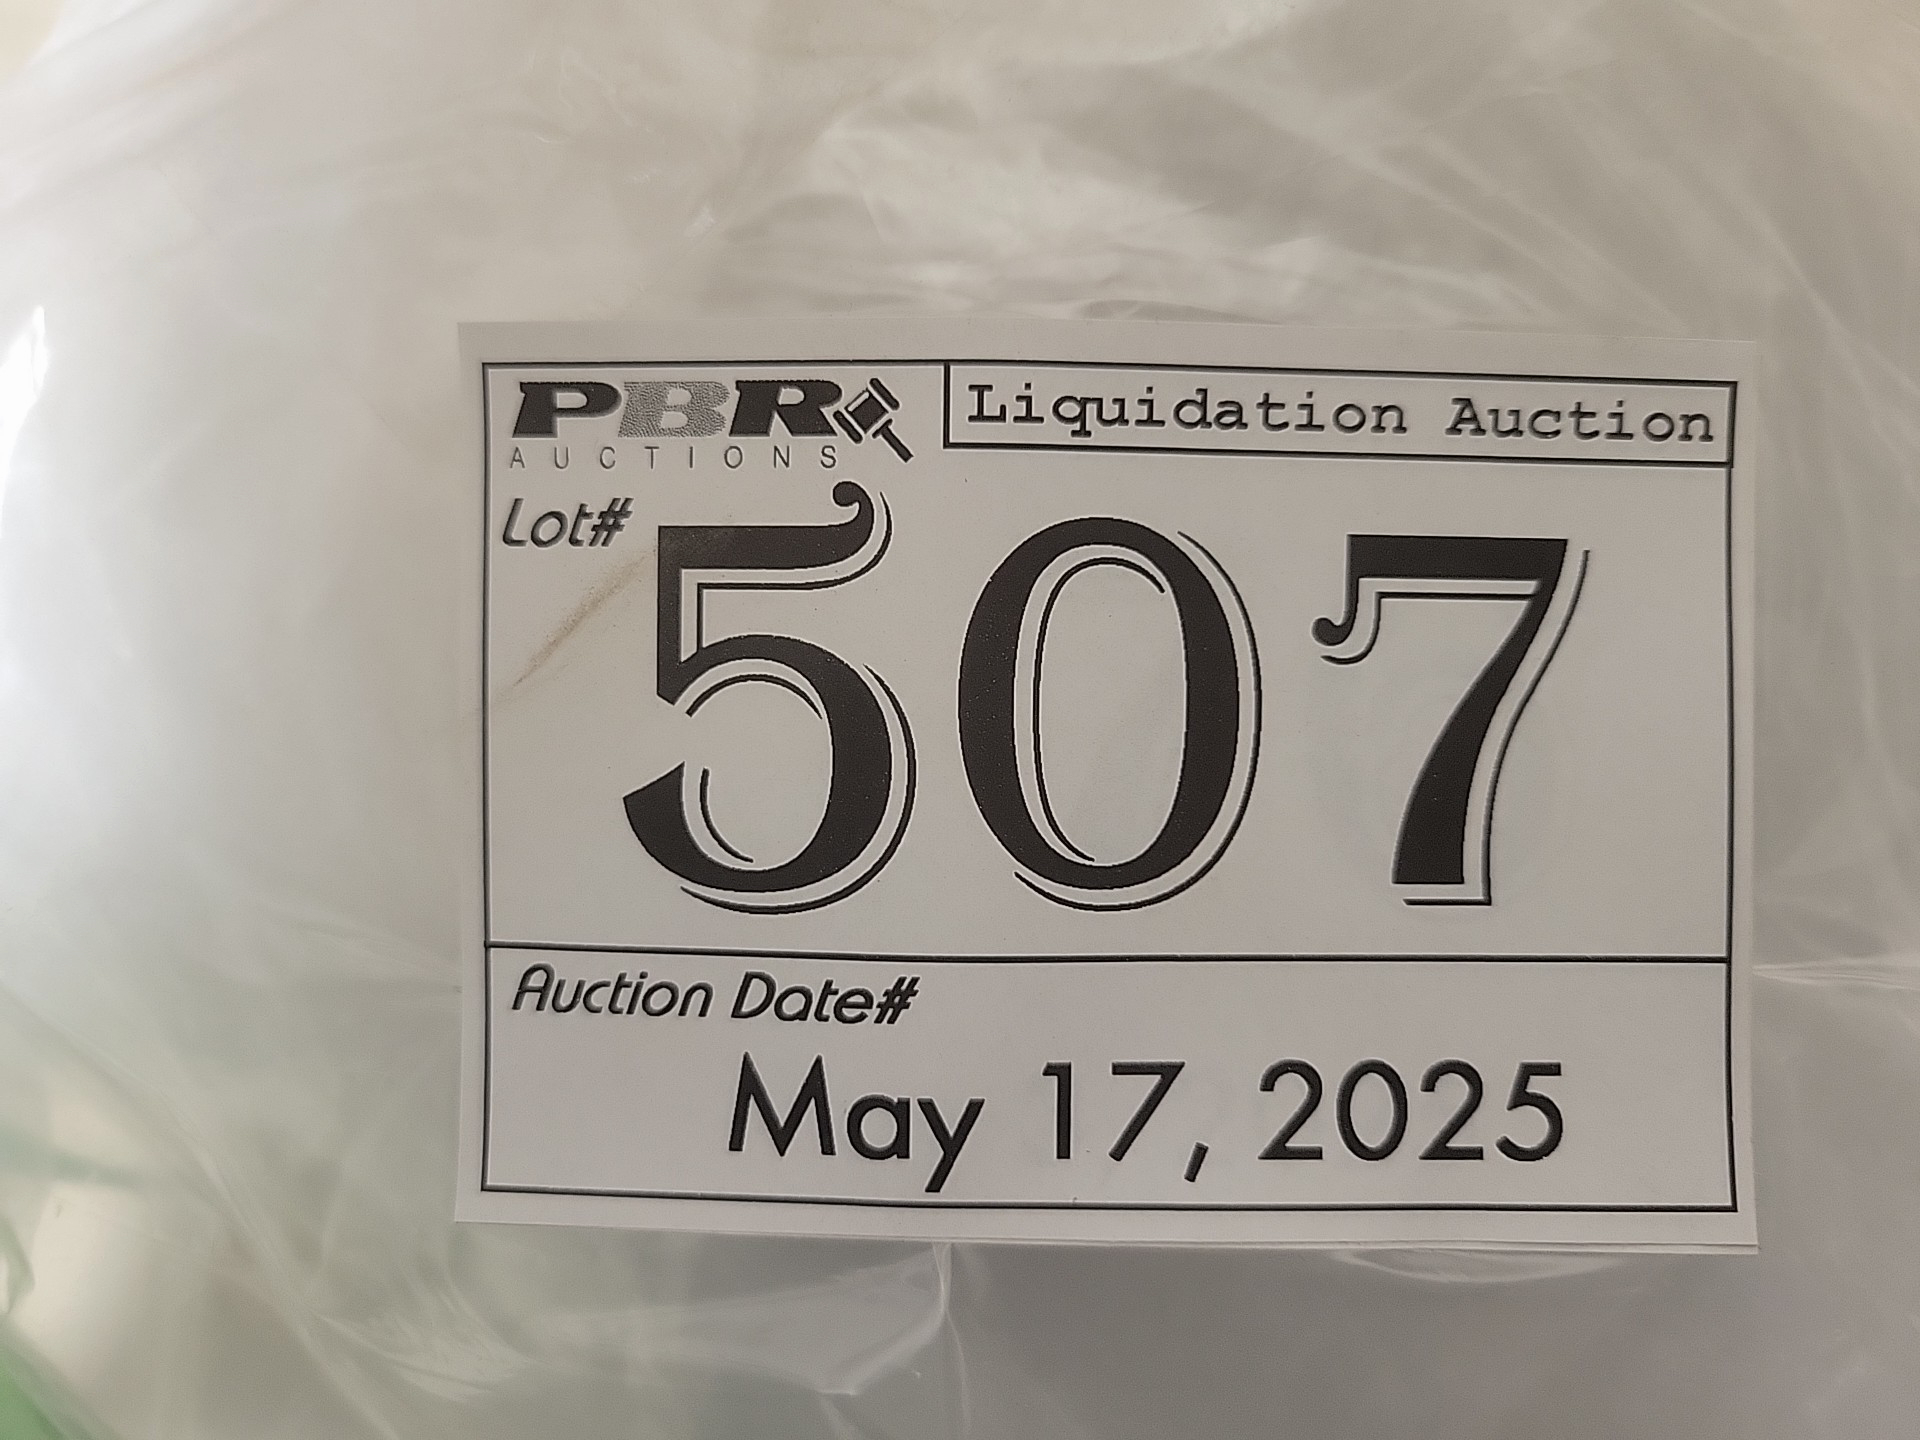 PBR
AUCTIONS
Liquidation Auction
Lot#
507
Auction Date#
May 17, 2025